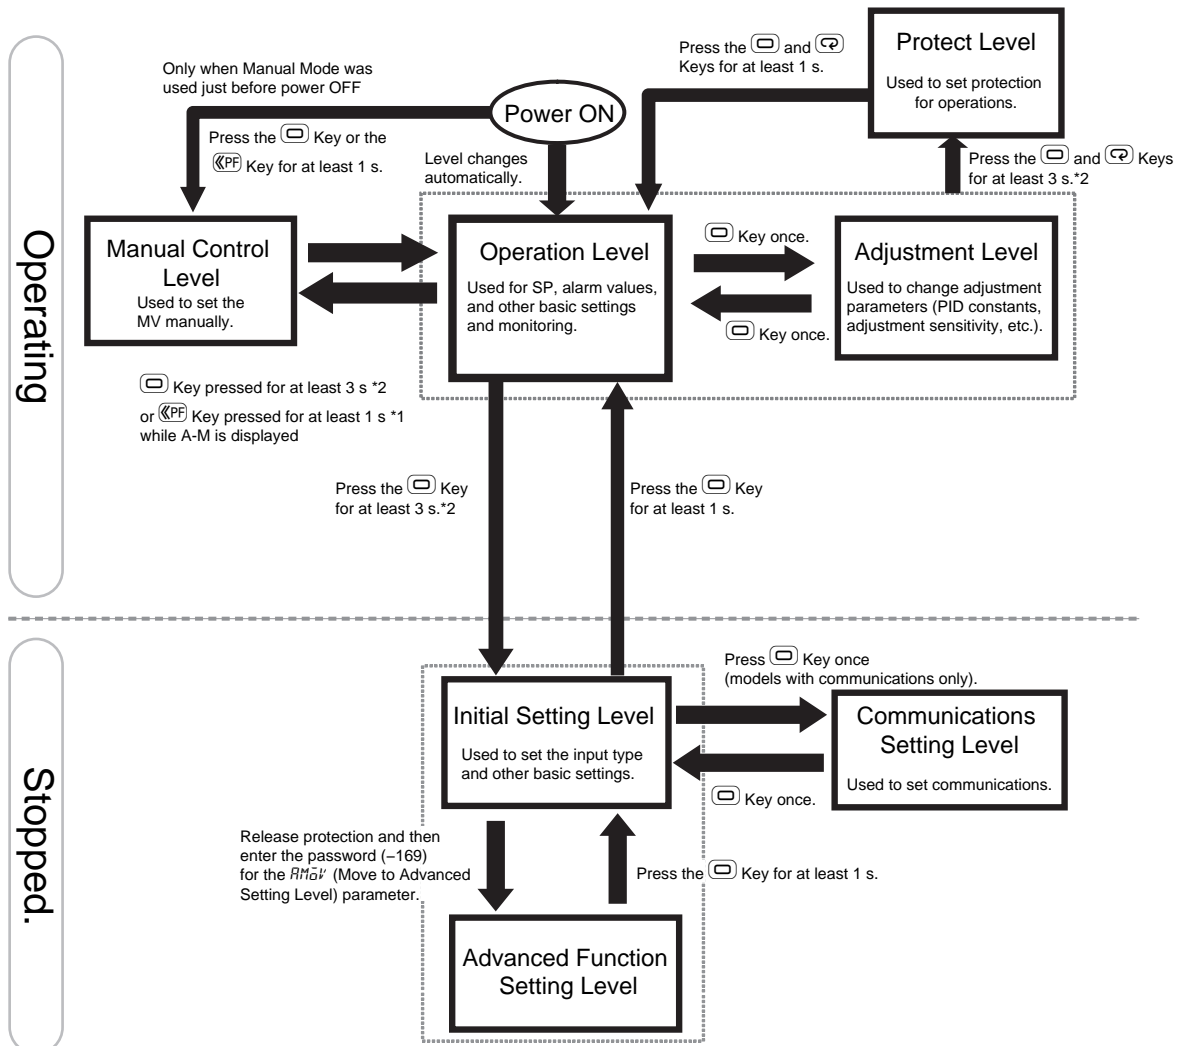 Operating
Only when Manual Mode was
used just before power OFF
Press the Key or the
PF Key for at least 1 s.
Power ON
Level changes
automatically.
Press the and
Keys for at least 1 s.
Protect Level
Used to set protection
for operations.
Press the and Keys
for at least 3 s.*2
Manual Control
Level
Used to set the
MV manually.
Operation Level
Used for SP, alarm values,
and other basic settings
and monitoring.
Key once.
Key once.
Adjustment Level
Used to change adjustment
parameters (PID constants,
adjustment sensitivity, etc.).
Key pressed for at least 3 s *2
or PF Key pressed for at least 1 s *1
while A-M is displayed
Press the Key
for at least 3 s.*2
Press the Key
for at least 1 s.
Stopped.
Initial Setting Level
Used to set the input type
and other basic settings.
Press Key once
(models with communications only).
Key once.
Communications
Setting Level
Used to set communications.
Release protection and then
enter the password (–169)
for the AMoV (Move to Advanced
Setting Level) parameter.
Press the Key for at least 1 s.
Advanced Function
Setting Level